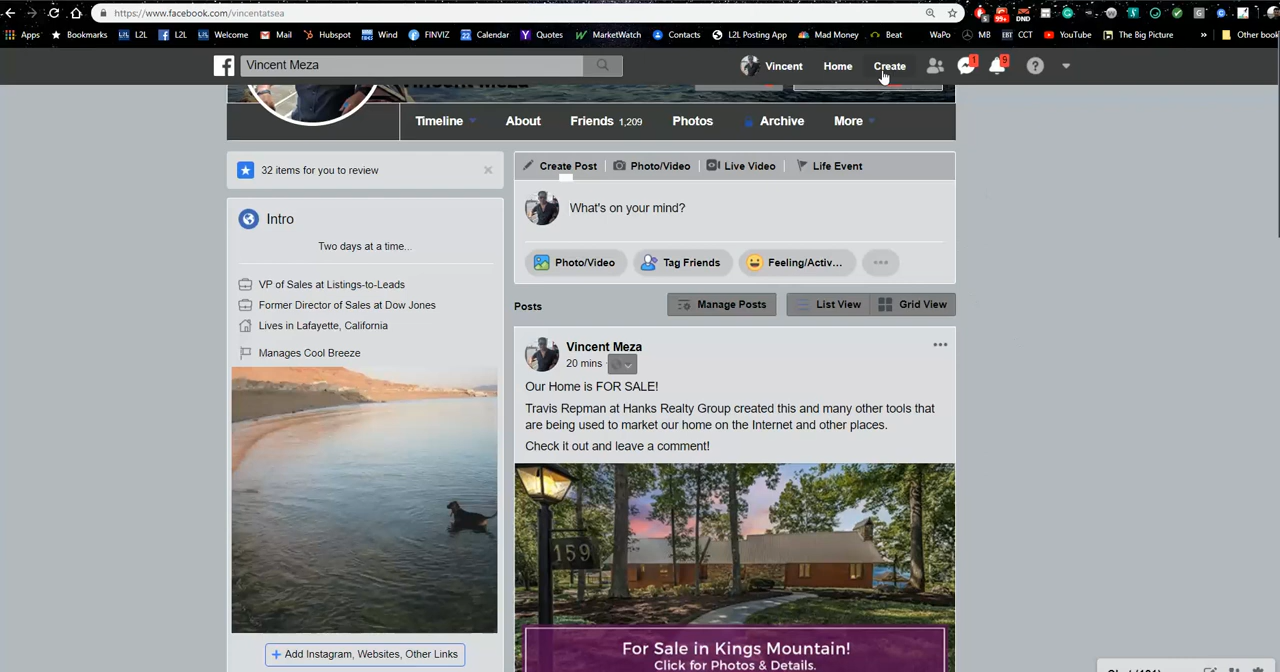 https://www.facebook.com/vincentatsea
Apps Bookmarks L2L L2L Welcome Mail Hubspot Wind FINVIZ Calendar Quotes MarketWatch Contacts L2L Posting App Mad Money Beat WaPo MB CCT YouTube The Big Picture » Other book
Vincent Meza Vincent Home Create 1 9
Vincent Meza
Timeline About Friends 1,209 Photos Archive More
32 items for you to review
Intro
Two days at a time...
VP of Sales at Listings-to-Leads
Former Director of Sales at Dow Jones
Lives in Lafayette, California
Manages Cool Breeze
+ Add Instagram, Websites, Other Links
Create Post Photo/Video Live Video Life Event
What's on your mind?
Photo/Video Tag Friends Feeling/Activ... ...
Posts Manage Posts List View Grid View
Vincent Meza
20 mins ·
Our Home is FOR SALE!
Travis Repman at Hanks Realty Group created this and many other tools that
are being used to market our home on the Internet and other places.
Check it out and leave a comment!
159
For Sale in Kings Mountain!
Click for Photos & Details.